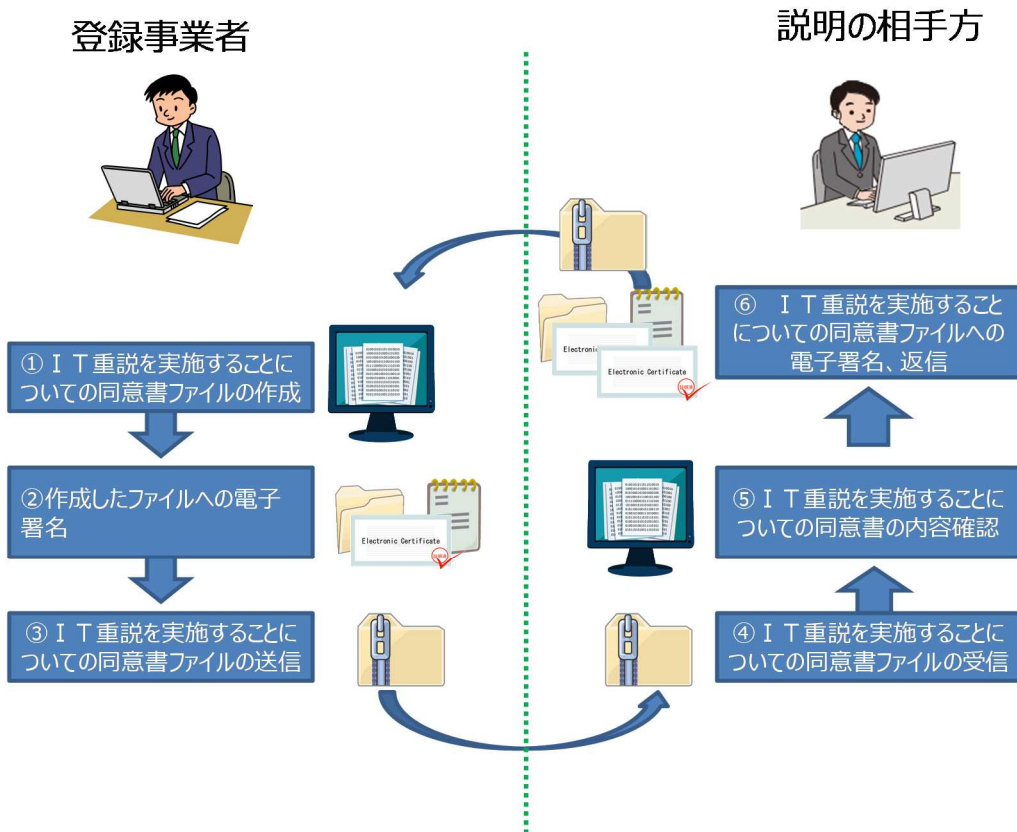 登録事業者
説明の相手方
①ＩＴ重説を実施することに
ついての同意書ファイルの作成
②作成したファイルへの電子
署名
Electronic Certificate
③ＩＴ重説を実施することに
ついての同意書ファイルの送信
⑥　ＩＴ重説を実施すること
についての同意書ファイルへの
電子署名、返信
Electronic
Electronic Certificate
⑤ＩＴ重説を実施することに
ついての同意書の内容確認
④ＩＴ重説を実施することに
ついての同意書ファイルの受信